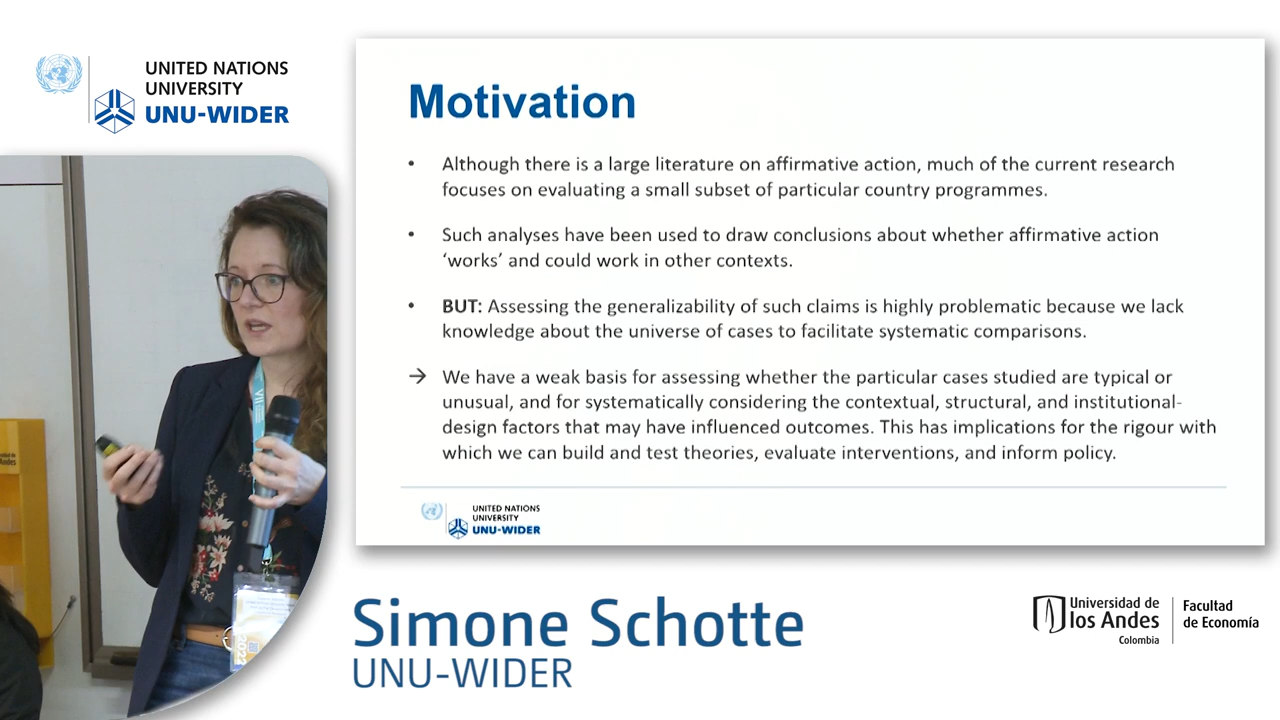 UNITED NATIONS
UNIVERSITY
UNU-WIDER
Motivation
• Although there is a large literature on affirmative action, much of the current research
focuses on evaluating a small subset of particular country programmes.
• Such analyses have been used to draw conclusions about whether affirmative action
‘works’ and could work in other contexts.
• BUT: Assessing the generalizability of such claims is highly problematic because we lack
knowledge about the universe of cases to facilitate systematic comparisons.
→ We have a weak basis for assessing whether the particular cases studied are typical or
unusual, and for systematically considering the contextual, structural, and institutional-
design factors that may have influenced outcomes. This has implications for the rigour with
which we can build and test theories, evaluate interventions, and inform policy.
UNITED NATIONS
UNIVERSITY
UNU-WIDER
Simone Schotte
UNU-WIDER
Universidad de
los Andes
Colombia
Facultad
de Economía